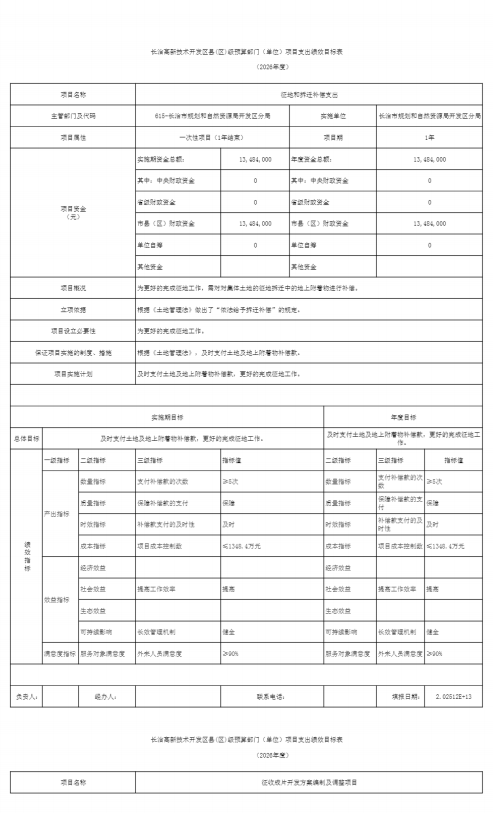 长治高新技术开发区县(区)级预算部门（单位）项目支出绩效目标表
（2026年度）
项目名称 征地和拆迁补偿支出
主管部门及代码 615-长治市规划和自然资源局开发区分局 实施单位 长治市规划和自然资源局开发区分局
项目属性 一次性项目（1年结束） 项目期 1年
项目资金
（元）
实施期资金总额: 13,484,000 年度资金总额: 13,484,000
其中: 中央财政资金 0 其中: 中央财政资金 0
省级财政资金 0 省级财政资金 0
市县（区）财政资金 13,484,000 市县（区）财政资金 13,484,000
单位自筹 0 单位自筹 0
其他资金 其他资金
项目概况 为更好的完成征地工作，需对对集体土地的征地拆迁中的地上附着物进行补偿。
立项依据 根据《土地管理法》做出了“依法给予拆迁补偿”的规定。
项目设立必要性 为更好的完成征地工作。
保证项目实施的制度、措施 根据《土地管理法》，及时支付土地及地上附着物补偿款。
项目实施计划 及时支付土地及地上附着物补偿款，更好的完成征地工作。
实施期目标 年度目标
总体目标 及时支付土地及地上附着物补偿款，更好的完成征地工作。 及时支付土地及地上附着物补偿款，更好的完成征地工作。
绩效指标
一级指标 二级指标 三级指标 指标值 二级指标 三级指标 指标值
产出指标
数量指标 支付补偿款的次数 ≥5次 数量指标 支付补偿款的次数 ≥5次
质量指标 保障补偿款的支付 保障 质量指标 保障补偿款的支付 保障
时效指标 补偿款支付的及时性 及时 时效指标 补偿款支付的及时性 及时
成本指标 项目成本控制数 ≤1348.4万元 成本指标 项目成本控制数 ≤1348.4万元
效益指标
经济效益 经济效益
社会效益 提高工作效率 提高 社会效益 提高工作效率 提高
生态效益 生态效益
可持续影响 长效管理机制 健全 可持续影响 长效管理机制 健全
满意度指标 服务对象满意度 外来人员满意度 ≥90% 服务对象满意度 外来人员满意度 ≥90%
负责人: 经办人: 联系电话: 填报日期: 2.02512E+13
长治高新技术开发区县(区)级预算部门（单位）项目支出绩效目标表
（2026年度）
项目名称 征收成片开发方案编制及调整项目